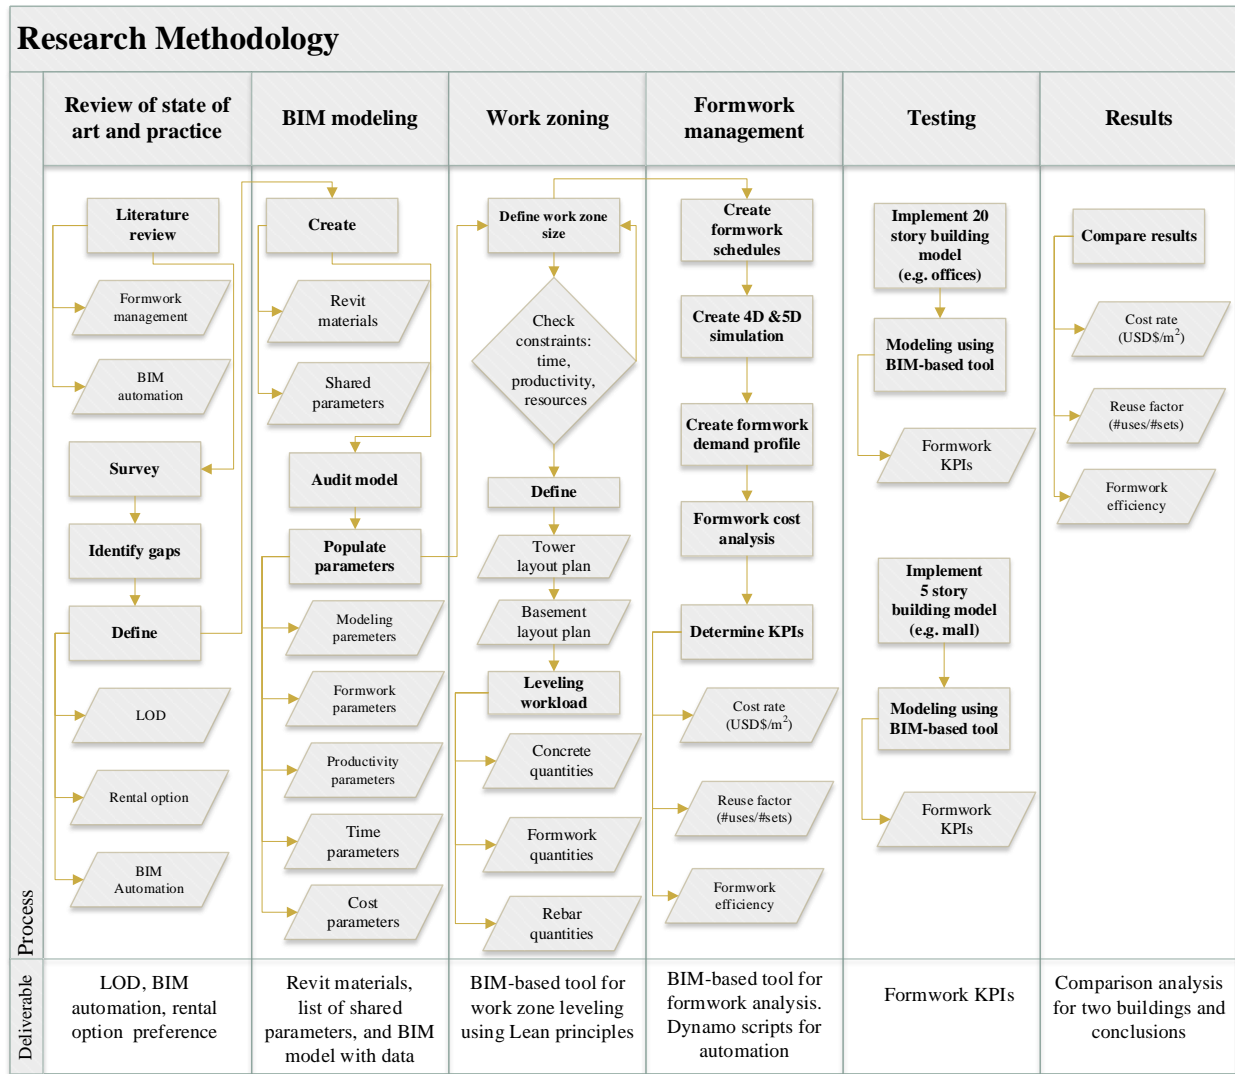 Research Methodology
Process
Review of state of
art and practice
BIM modeling
Work zoning
Formwork
management
Testing
Results
Literature
review
Formwork
management
BIM
automation
Survey
Identify gaps
Define
LOD
Rental option
BIM
Automation
Create
Revit
materials
Shared
parameters
Audit model
Populate
parameters
Modeling
paremeters
Formwork
parameters
Productivity
parameters
Time
parameters
Cost
parameters
Define work zone
size
Check
constraints:
time,
productivity,
resources
Define
Tower
layout plan
Basement
layout plan
Leveling
workload
Concrete
quantities
Formwork
quantities
Rebar
quantities
Create
formwork
schedules
Create 4D &5D
simulation
Create formwork
demand profile
Formwork cost
analysis
Determine KPIs
Cost rate
(USD$/m²)
Reuse factor
(#uses/#sets)
Formwork
efficiency
Implement 20
story building
model
(e.g. offices)
Modeling using
BIM-based tool
Formwork
KPIs
Implement
5 story
building model
(e.g. mall)
Modeling using
BIM-based tool
Formwork
KPIs
Compare results
Cost rate
(USD$/m²)
Reuse factor
(#uses/#sets)
Formwork
efficiency
Deliverable
LOD, BIM
automation, rental
option preference
Revit materials,
list of shared
parameters, and BIM
model with data
BIM-based tool for
work zone leveling
using Lean principles
BIM-based tool for
formwork analysis.
Dynamo scripts for
automation
Formwork KPIs
Comparison analysis
for two buildings and
conclusions